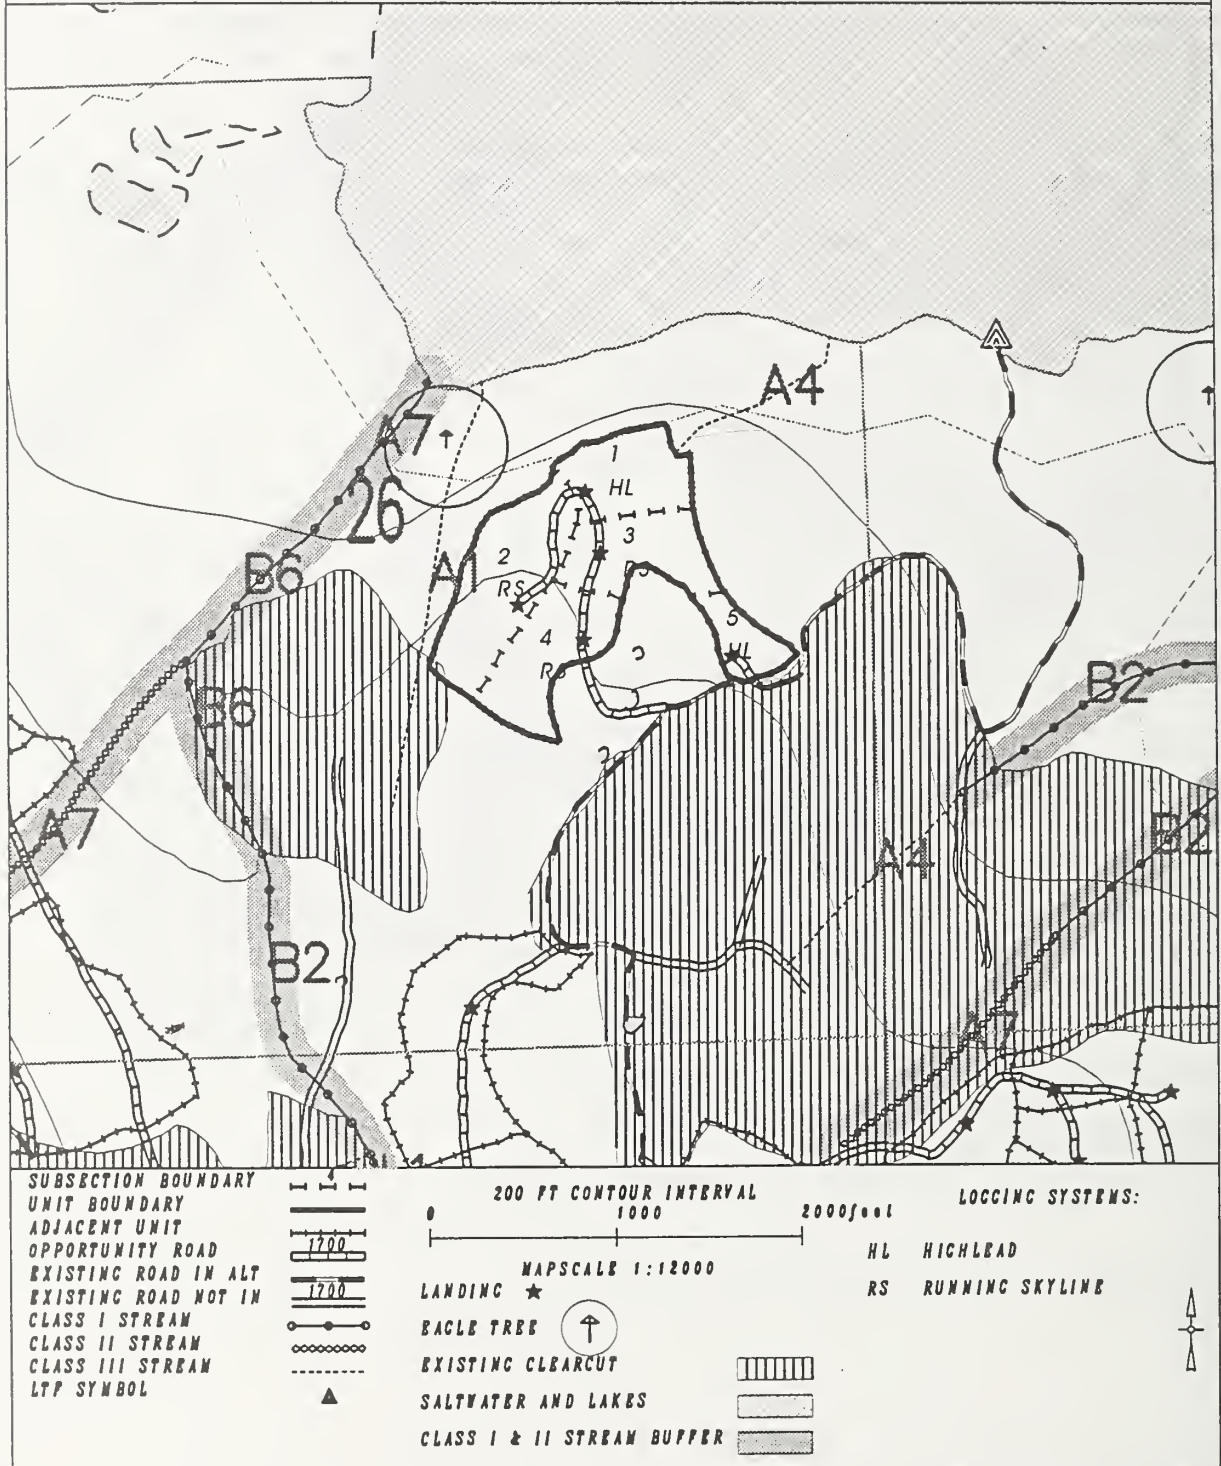 A4
A7
1
HL
26
3
2
A1
B6
RS
5
4
HL
RS
B2
B6
A7
B2
A4
B2
A7
SUBSECTION BOUNDARY
UNIT BOUNDARY
ADJACENT UNIT
OPPORTUNITY ROAD 1700
EXISTING ROAD IN ALT
EXISTING ROAD NOT IN 1700
CLASS I STREAM
CLASS II STREAM
CLASS III STREAM
LTF SYMBOL
200 FT CONTOUR INTERVAL
0 1000 2000feet
MAPSCALE 1:12000
LANDING
EAGLE TREE
EXISTING CLEARCUT
SALTWATER AND LAKES
CLASS I & II STREAM BUFFER
LOGGING SYSTEMS:
HL HIGHLEAD
RS RUNNING SKYLINE